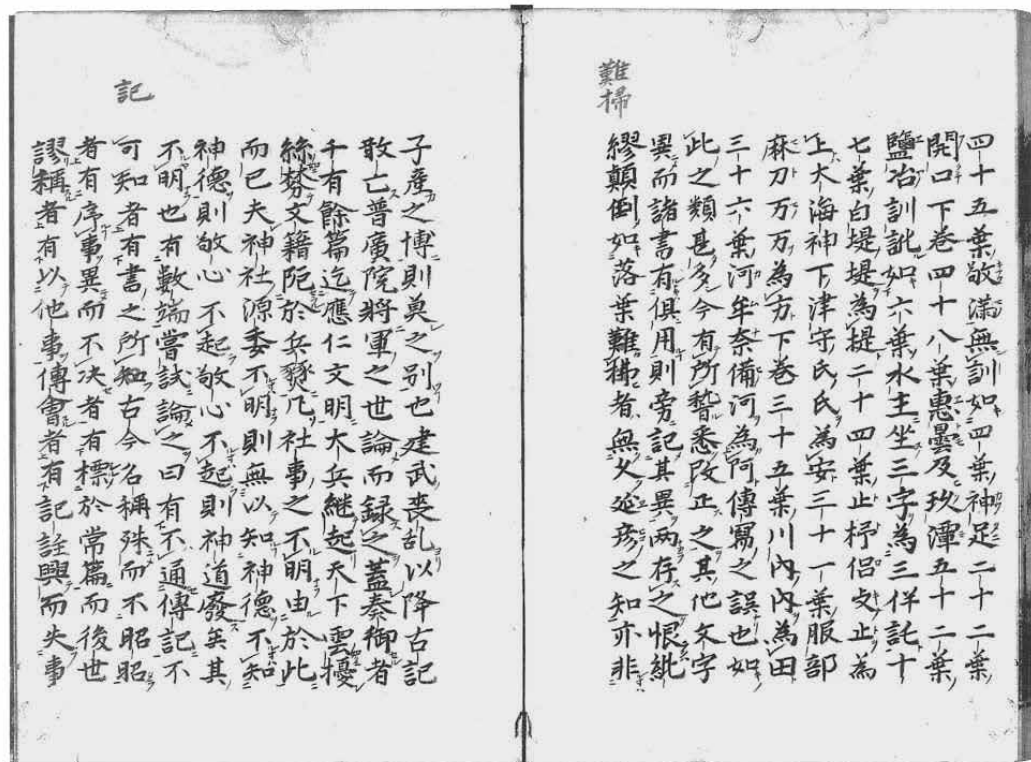 難掃
四十五葉敬満無訓如四葉神足二十二葉
開口下巻四十八葉惠曇及玖潭五十二葉
鹽冶訓訛如六葉水主坐三字為三佯託十
七葉白堤堤為提二十四葉止杼侣支止為
上大海神下津守氏氏為安三十一葉服部
麻刀万万為方下巻三十五葉川内内為田
三十六葉河牟奈備河為阿傳寫之誤也如
此之類甚多今有所暫悉改正之其他文字
異而諸書有俱用則旁記其異两存之恨紕
繆顛倒如落葉難拂者無父延彦之知亦非
記
子産之博則奠之别也建武喪乱以降古記
散亡普廣院將軍之世論而録之蓋奏御者
千有餘篇迄應仁文明大兵継起天下雲擾
絲棼文籍阨於兵燹凡社事之不明由於此
而已夫神社源委不明則無以知神德不知
神德則敬心不起敬心不起則神道廢矣其
不明也有數端嘗試論之曰有不通傳記不
可知者有書之所知古今名稱殊而不昭昭
者有序事異而不决者有標於常篇而後世
謬稱者有以他事傳會者有記註興而失事